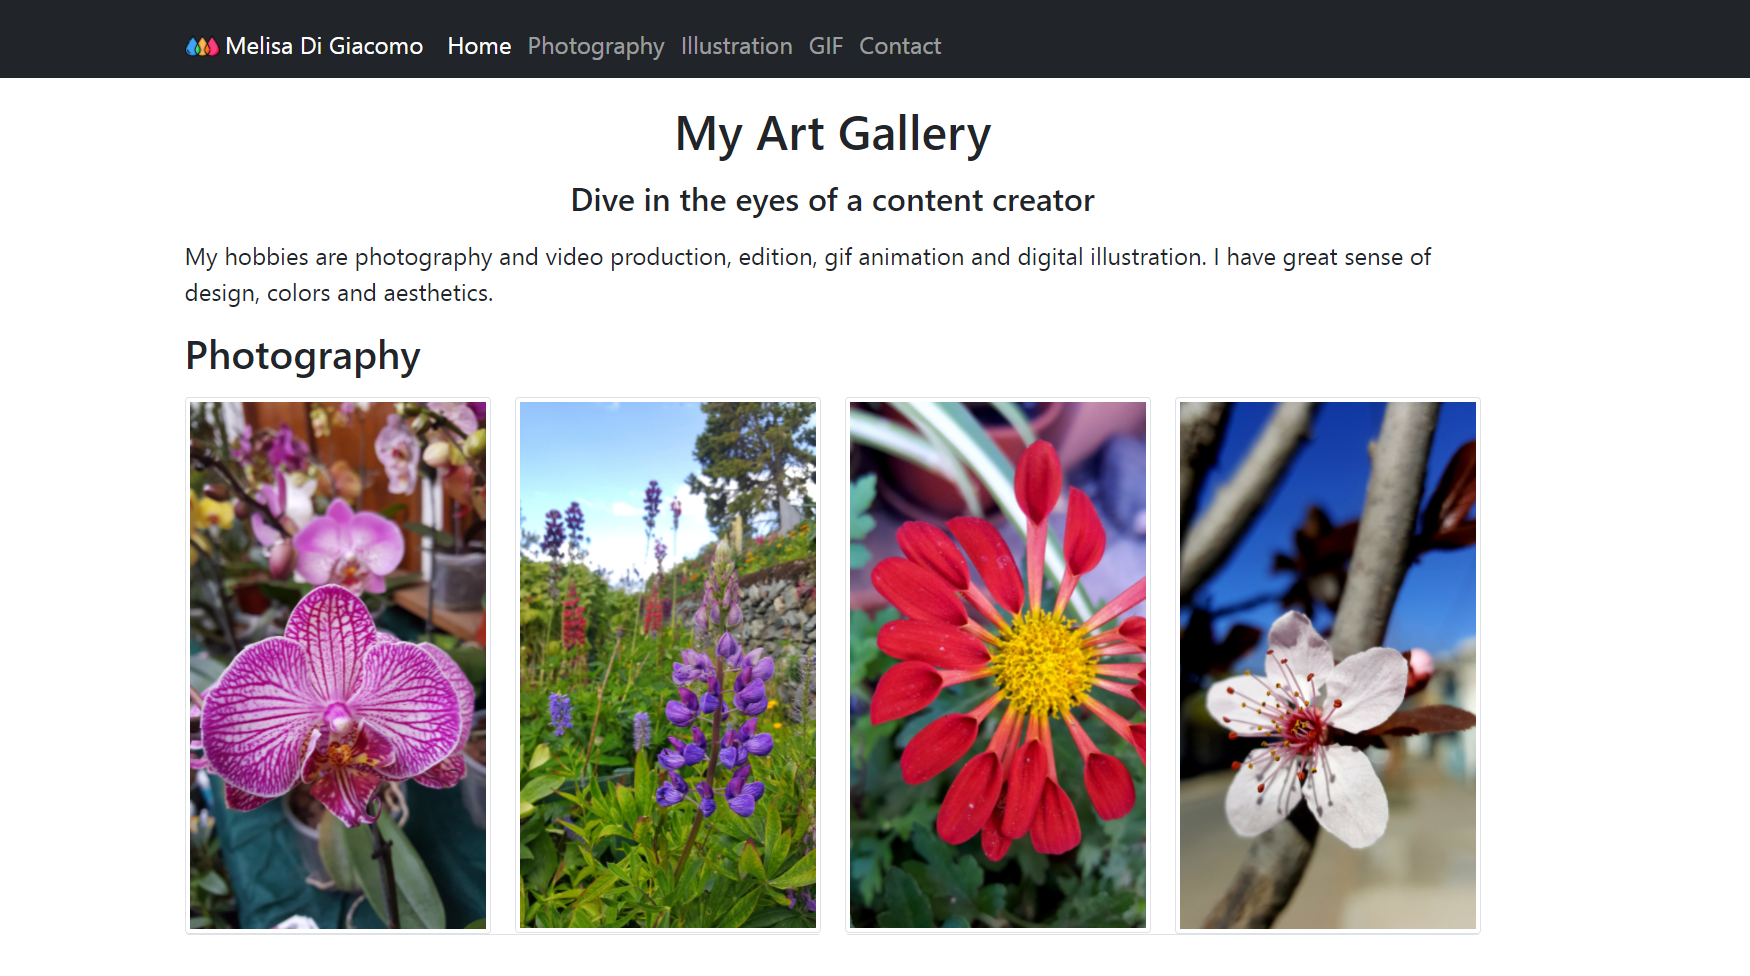 Melisa Di Giacomo Home Photography Illustration GIF Contact
My Art Gallery
Dive in the eyes of a content creator
My hobbies are photography and video production, edition, gif animation and digital illustration. I have great sense of
design, colors and aesthetics.
Photography